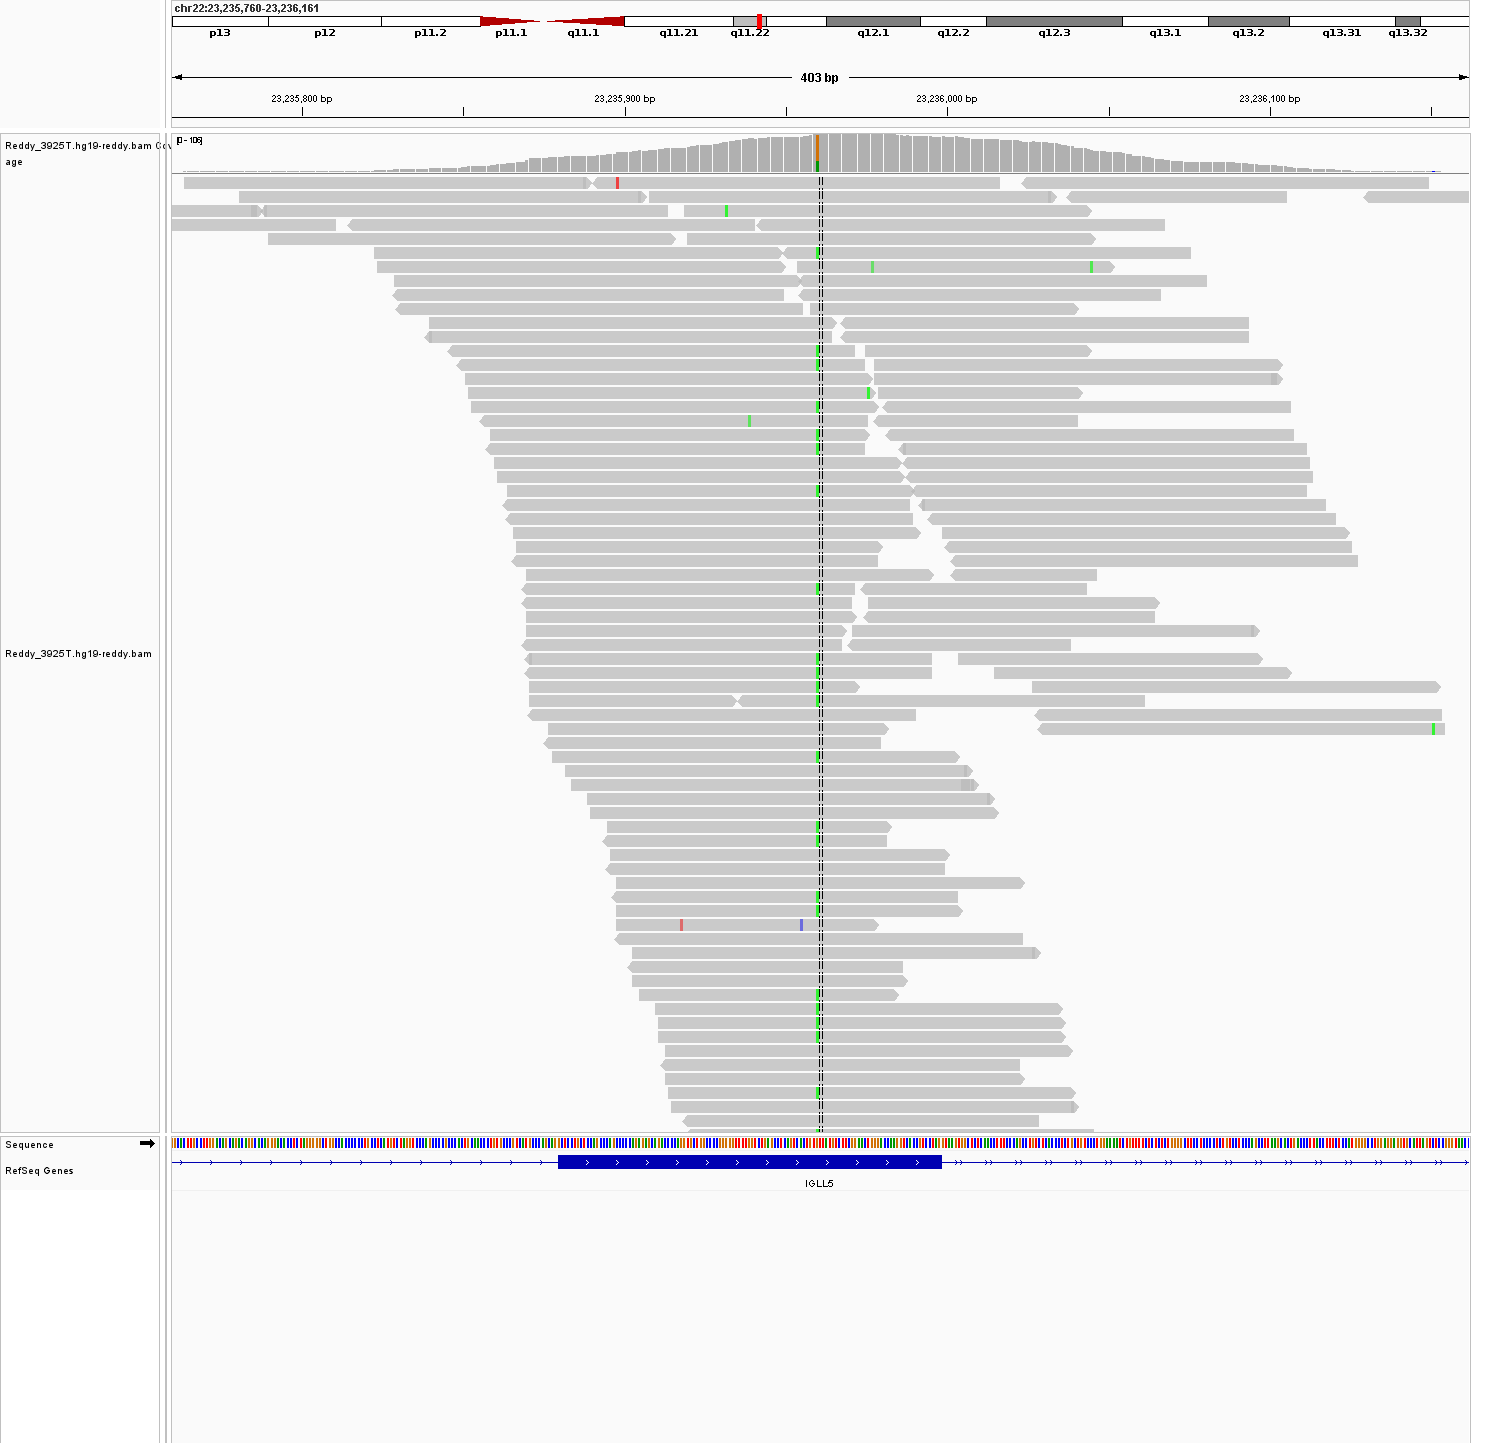 chr22:23,235,760-23,236,161
p13 p12 p11.2 p11.1 q11.1 q11.21 q11.22 q12.1 q12.2 q12.3 q13.1 q13.2 q13.31 q13.32
403 bp
23,235,800 bp 23,235,900 bp 23,236,000 bp 23,236,100 bp
Reddy_3925T.hg19-reddy.bam Cov
age
[0 - 106]
Reddy_3925T.hg19-reddy.bam
Sequence
RefSeq Genes
IGLL5